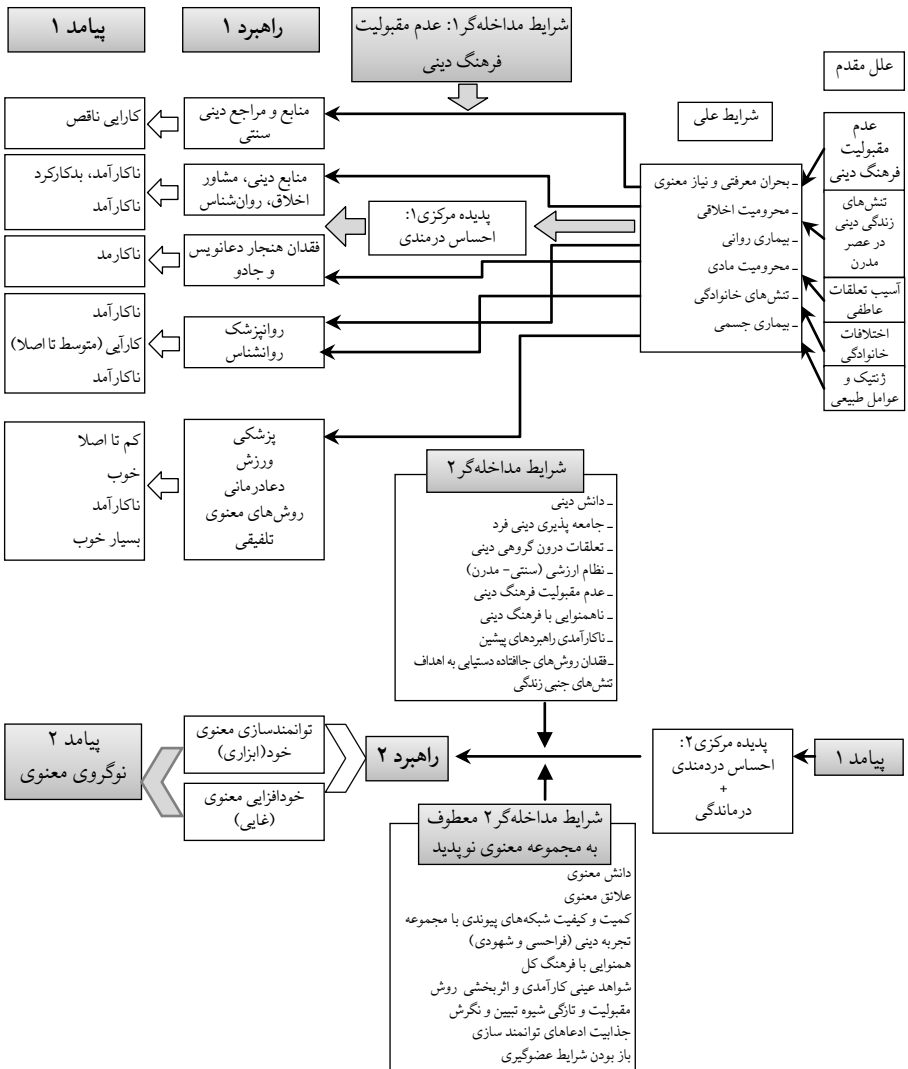 شرایط مداخله‌گر۱: عدم مقبولیت
فرهنگ دینی
راهبرد ۱
پیامد ۱
علل مقدم
شرایط علی
عدم
مقبولیت
فرهنگ دینی
تنش‌های
زندگی دینی
در عصر
مدرن
آسیب تعلقات
عاطفی
اختلافات
خانوادگی
ژنتیک و
عوامل طبیعی
ـ بحران معرفتی و نیاز معنوی
ـ محرومیت اخلاقی
ـ بیماری روانی
ـ محرومیت مادی
ـ تنش‌های خانوادگی
ـ بیماری جسمی
پدیده مرکزی۱:
احساس درمندی
منابع و مراجع دینی
سنتی
منابع دینی، مشاور
اخلاق، روان‌شناس
فقدان هنجار دعانویس
و جادو
روانپزشک
روانشناس
پزشکی
ورزش
دعادرمانی
روش‌های معنوی
تلفیقی
کارایی ناقص
ناکارآمد، بدکارکرد
ناکارآمد
ناکارمد
ناکارآمد
کارآیی (متوسط تا اصلا)
ناکارآمد
کم تا اصلا
خوب
ناکارآمد
بسیار خوب
شرایط مداخله‌گر۲
ـ دانش دینی
ـ جامعه پذیری دینی فرد
ـ تعلقات درون گروهی دینی
ـ نظام ارزشی (سنتی- مدرن)
ـ عدم مقبولیت فرهنگ دینی
ـ ناهمنوایی با فرهنگ دینی
ـ ناکارآمدی راهبردهای پیشین
ـ فقدان روش‌های جاافتاده دستیابی به اهداف
تنش‌های جنبی زندگی
پیامد ۱
پدیده مرکزی۲:
احساس دردمندی
+
درماندگی
راهبرد ۲
توانمندسازی معنوی
خود(ابزاری)
خودافزایی معنوی
(غایی)
پیامد ۲
نوگروی معنوی
شرایط مداخله‌گر۲ معطوف
به مجموعه معنوی نوپدید
دانش معنوی
علائق معنوی
کمیت و کیفیت شبکه‌های پیوندی با مجموعه
تجربه دینی (فراحسی و شهودی)
همنوایی با فرهنگ کل
شواهد عینی کارآمدی و اثربخشی روش
مقبولیت و تازگی شیوه تبیین و نگرش
جذابیت ادعاهای توانمند سازی
باز بودن شرایط عضوگیری